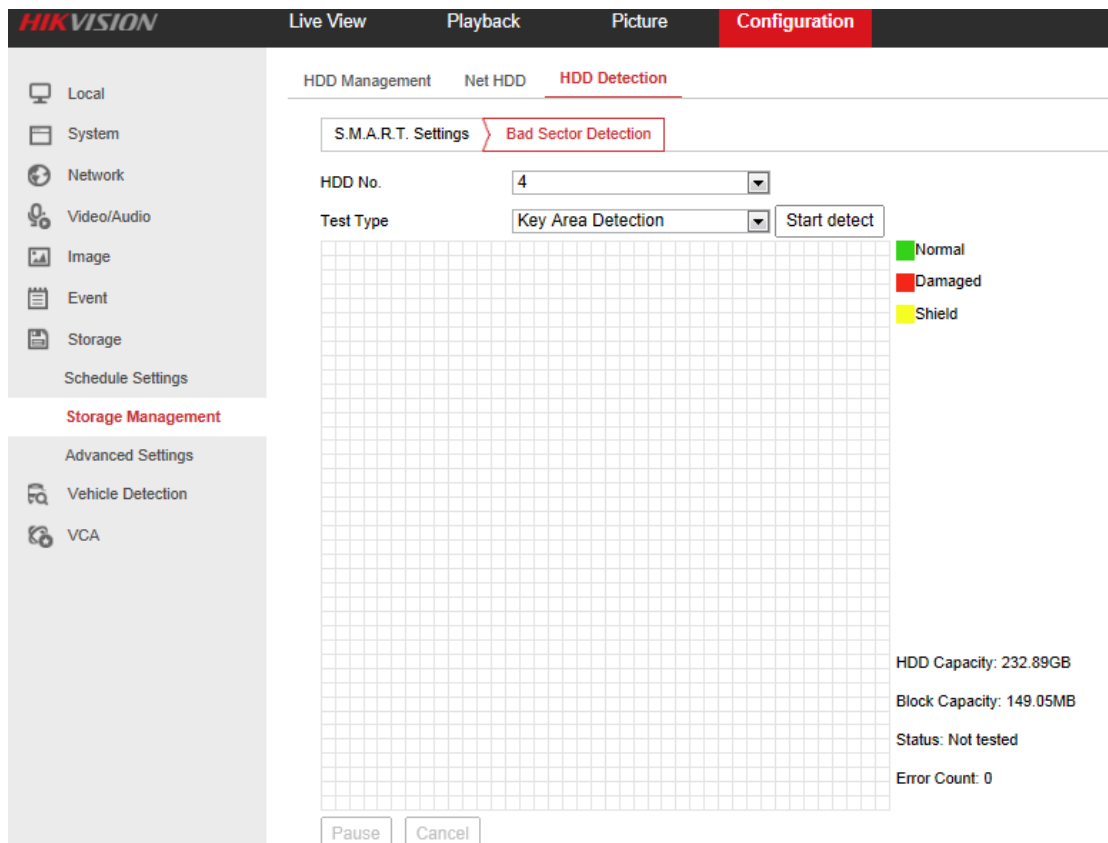 HIKVISION Live View Playback Picture Configuration
HDD Management Net HDD HDD Detection
Local
System
Network
Video/Audio
Image
Event
Storage
Schedule Settings
Storage Management
Advanced Settings
Vehicle Detection
VCA
S.M.A.R.T. Settings Bad Sector Detection
HDD No. 4
Test Type Key Area Detection Start detect
Normal
Damaged
Shield
HDD Capacity: 232.89GB
Block Capacity: 149.05MB
Status: Not tested
Error Count: 0
Pause Cancel